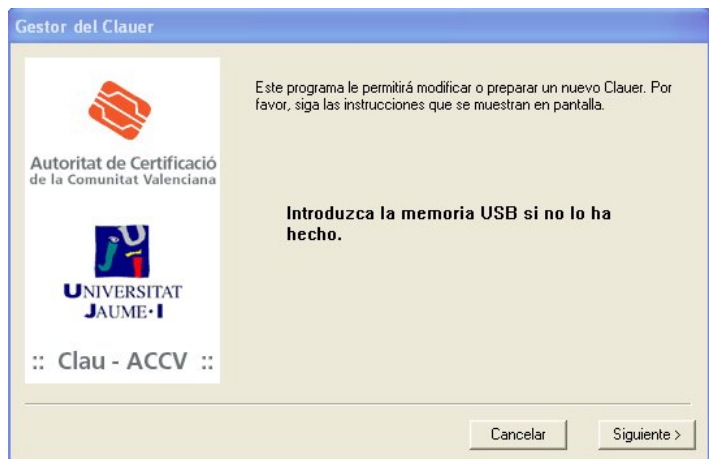 Gestor del Clauer
Autoritat de Certificació
de la Comunitat Valenciana
UNIVERSITAT
JAUME·I
:: Clau - ACCV ::
Este programa le permitirá modificar o preparar un nuevo Clauer. Por
favor, siga las instrucciones que se muestran en pantalla.
Introduzca la memoria USB si no lo ha
hecho.
Cancelar
Siguiente >